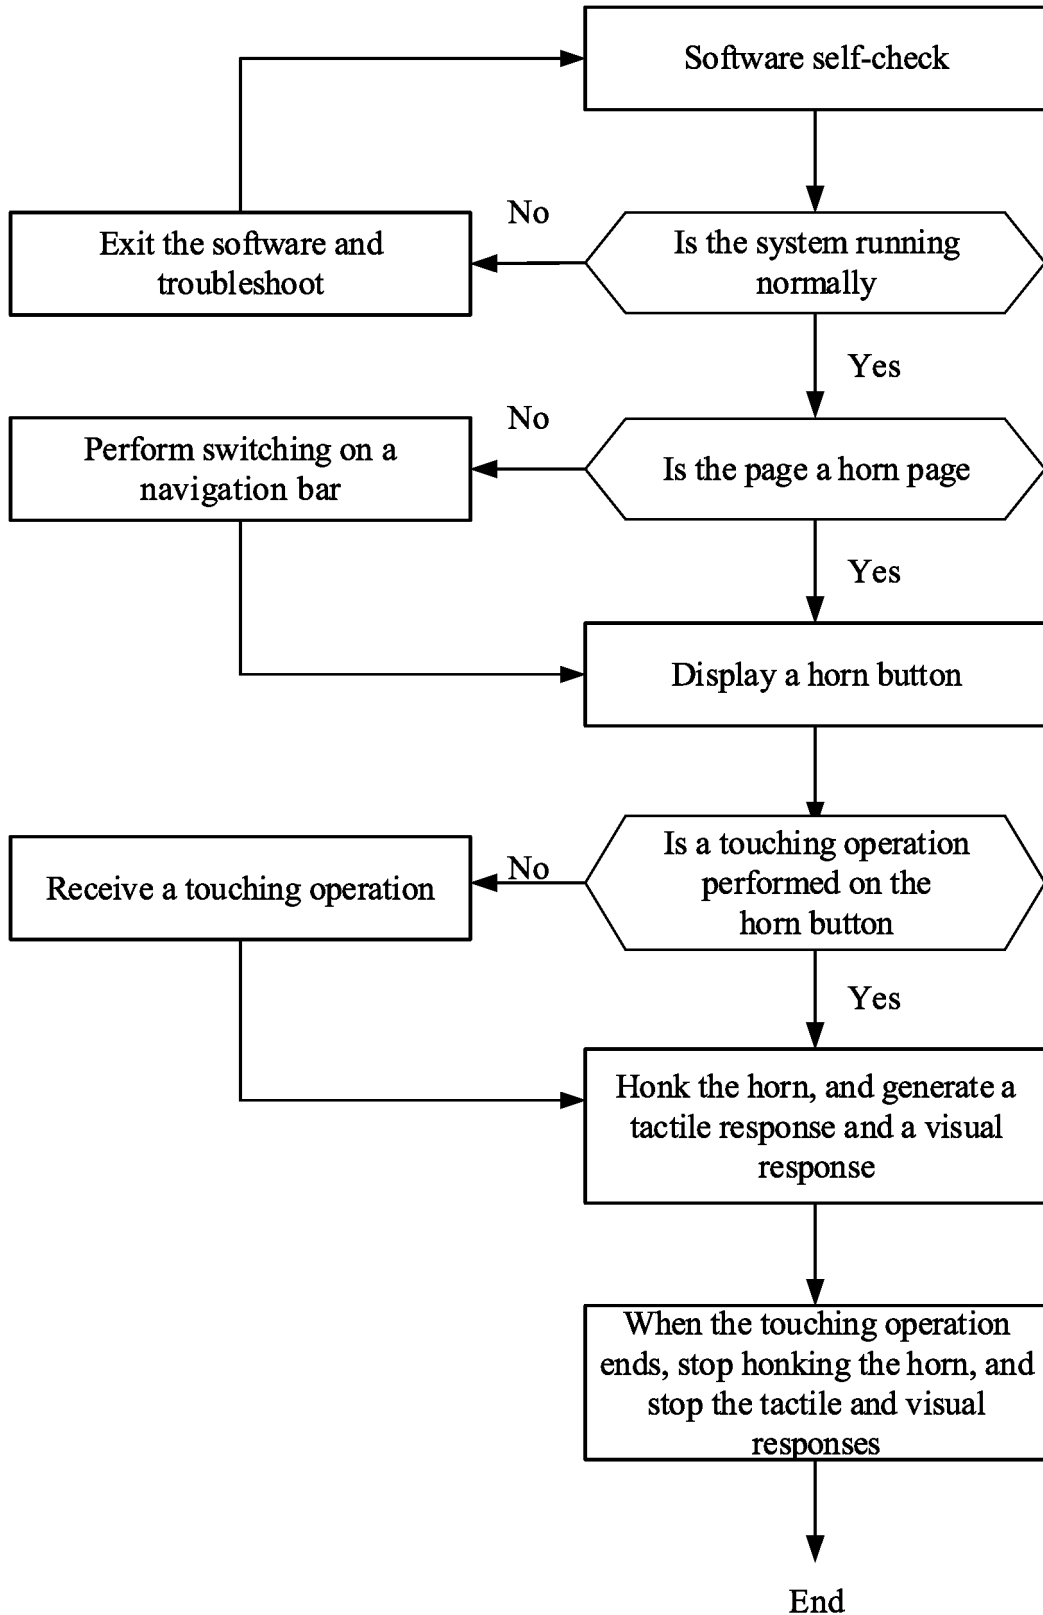 Software self-check
No
Exit the software and
troubleshoot
Is the system running
normally
Yes
No
Perform switching on a
navigation bar
Is the page a horn page
Yes
Display a horn button
Is a touching operation
performed on the
horn button
No
Receive a touching operation
Yes
Honk the horn, and generate a
tactile response and a visual
response
When the touching operation
ends, stop honking the horn, and
stop the tactile and visual
responses
End